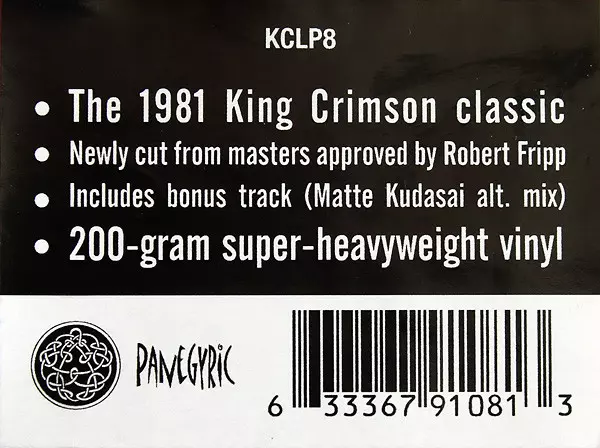 KCLP8
• The 1981 King Crimson classic
• Newly cut from masters approved by Robert Fripp
• Includes bonus track (Matte Kudasai alt. mix)
• 200-gram super-heavyweight vinyl
PANEGYRIC
6 33367 91081 3